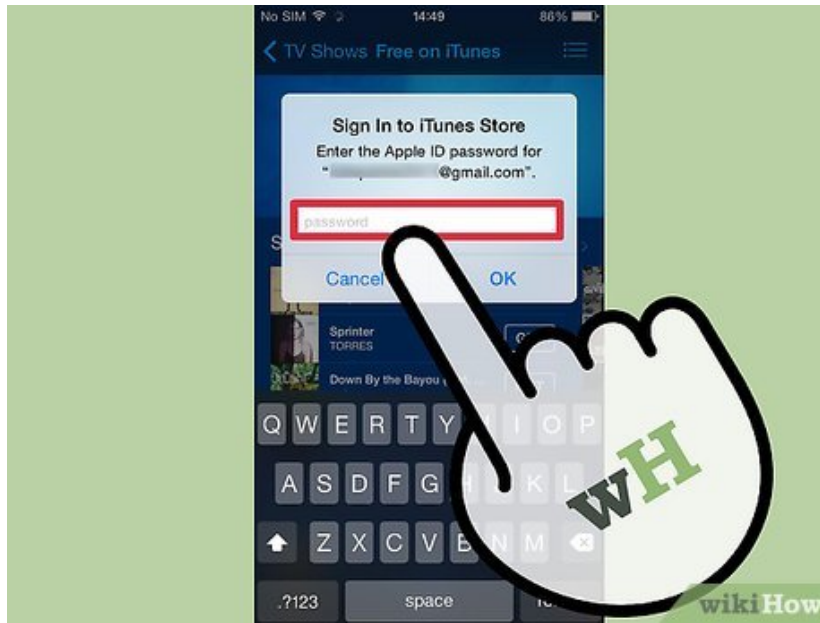 No SIM 14:49 86%
TV Shows Free on iTunes
Sign In to iTunes Store
Enter the Apple ID password for
" @gmail.com".
password
S
Cancel OK
Sprinter
TORRES
Down By the Bayou
Q W E R T Y I O P
A S D F G H K L
Z X C V B N M
.?123 space
wH
wikiHow